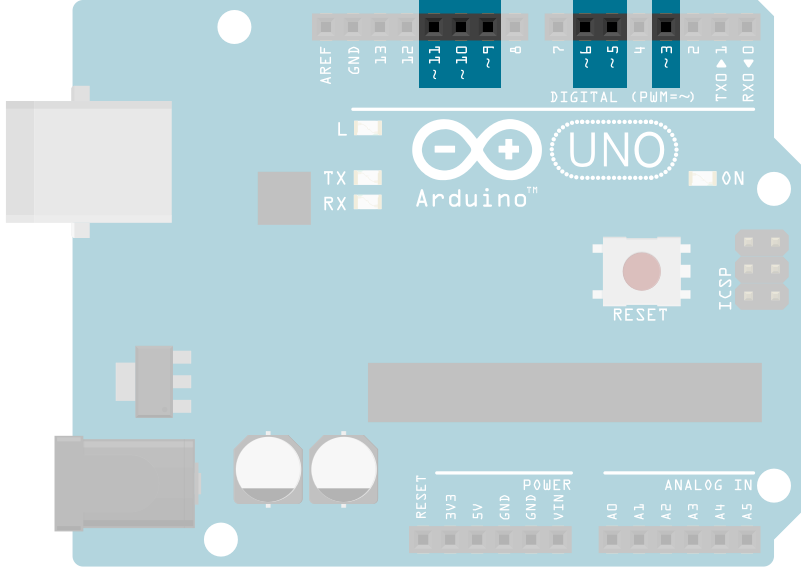 AREF
GND
13
12
~11
~10
~9
8
7
~6
~5
4
~3
2
TX0▶1
RX0◀0
DIGITAL (PWM=~)
L
TX
RX
UNO
Arduino™
ON
ICSP
RESET
POWER
ANALOG IN
RESET
3V3
5V
GND
GND
VIN
A0
A1
A2
A3
A4
A5